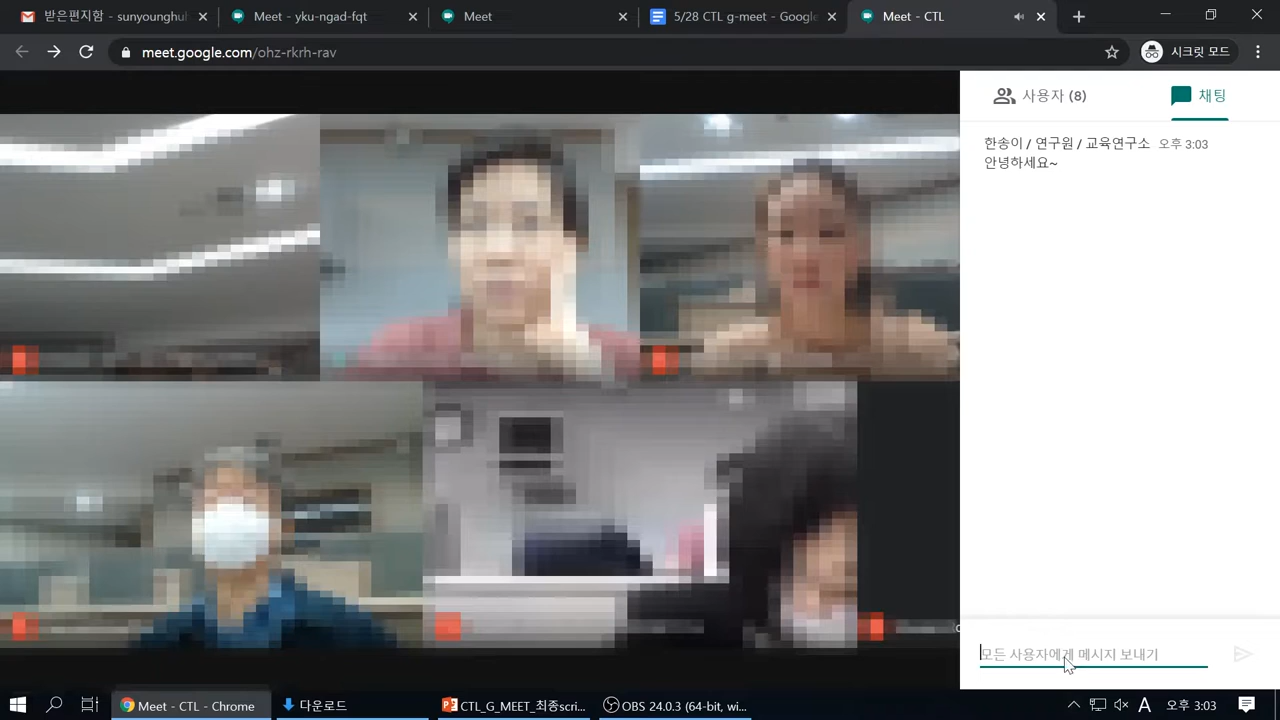 받은편지함 - sunyounghu
Meet - yku-ngad-fqt
Meet
5/28 CTL g-meet - Google
Meet - CTL
meet.google.com/ohz-rkrh-rav
시크릿 모드
사용자 (8)
채팅
한송이 / 연구원 / 교육연구소 오후 3:03
안녕하세요~
모든 사용자에게 메시지 보내기
Meet - CTL - Chrome
다운로드
CTL_G_MEET_최종scri...
OBS 24.0.3 (64-bit, wi...
A
오후 3:03